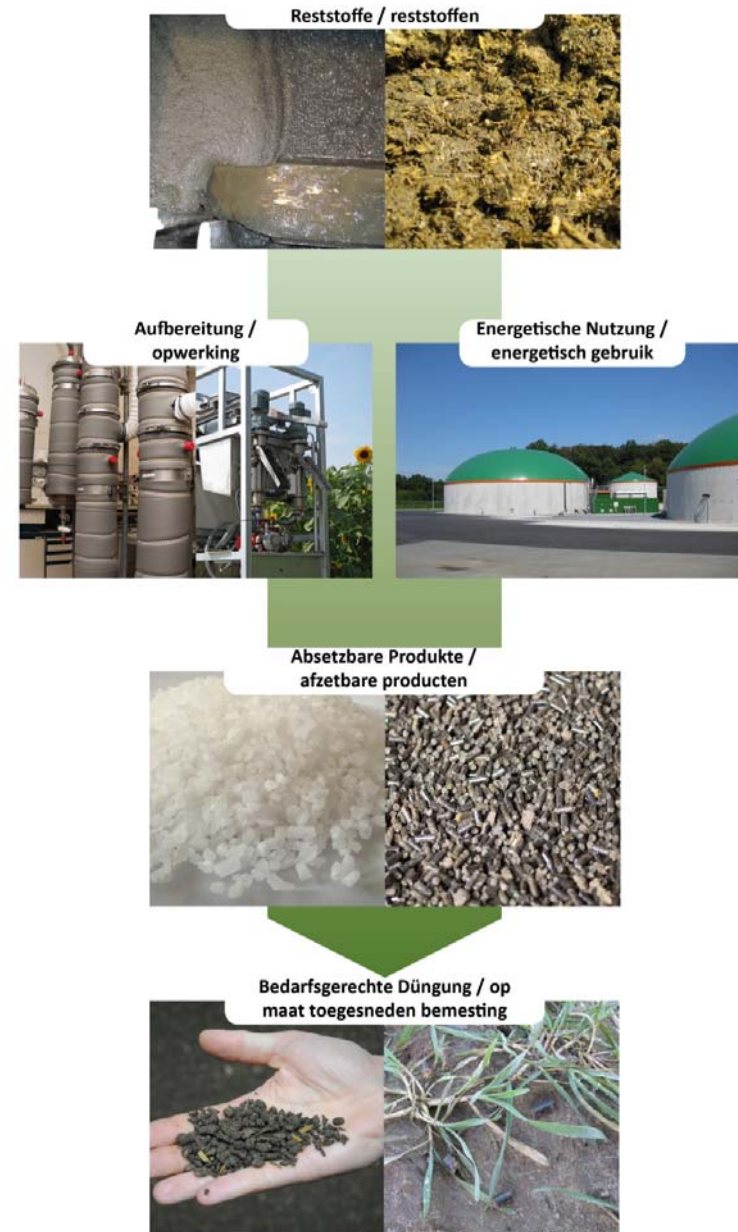 Reststoffe / reststoffen
Aufbereitung /
opwerking
Energetische Nutzung /
energetisch gebruik
Absetzbare Produkte /
afzetbare producten
Bedarfsgerechte Düngung / op
maat toegesneden bemesting